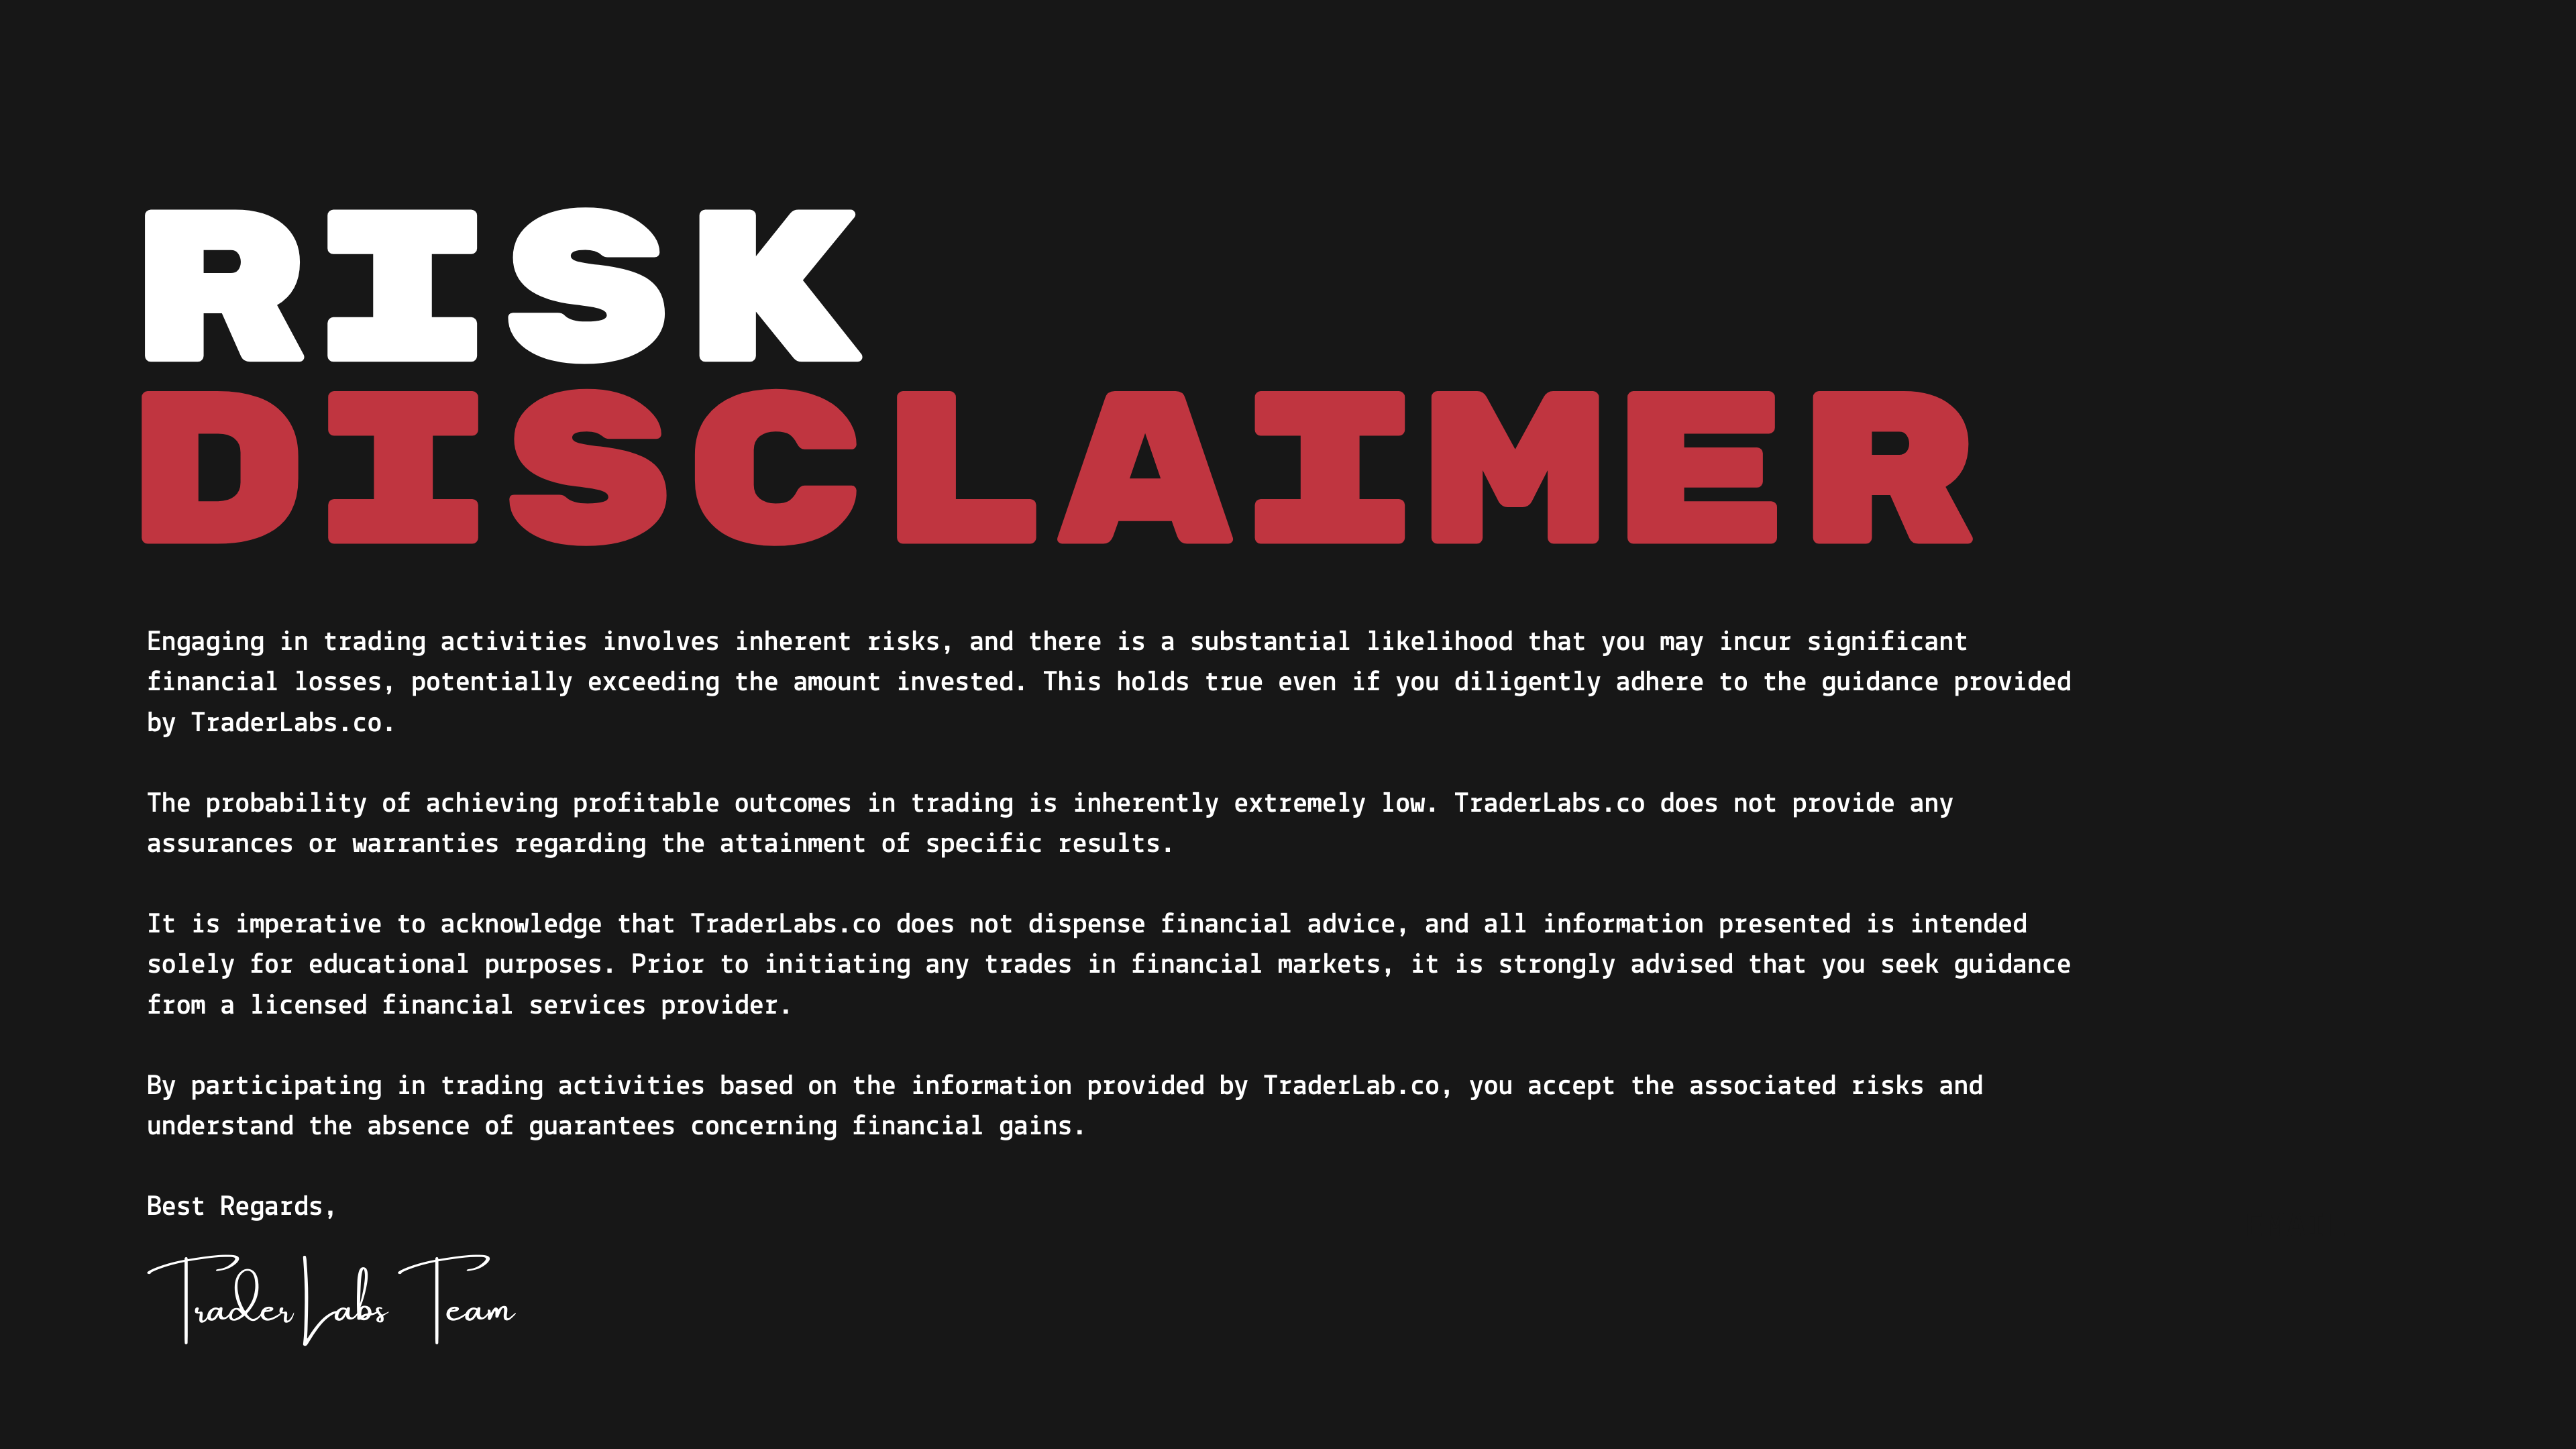 RISK
DISCLAIMER
Engaging in trading activities involves inherent risks, and there is a substantial likelihood that you may incur significant
financial losses, potentially exceeding the amount invested. This holds true even if you diligently adhere to the guidance provided
by TraderLabs.co.
The probability of achieving profitable outcomes in trading is inherently extremely low. TraderLabs.co does not provide any
assurances or warranties regarding the attainment of specific results.
It is imperative to acknowledge that TraderLabs.co does not dispense financial advice, and all information presented is intended
solely for educational purposes. Prior to initiating any trades in financial markets, it is strongly advised that you seek guidance
from a licensed financial services provider.
By participating in trading activities based on the information provided by TraderLab.co, you accept the associated risks and
understand the absence of guarantees concerning financial gains.
Best Regards,
TraderLabs Team